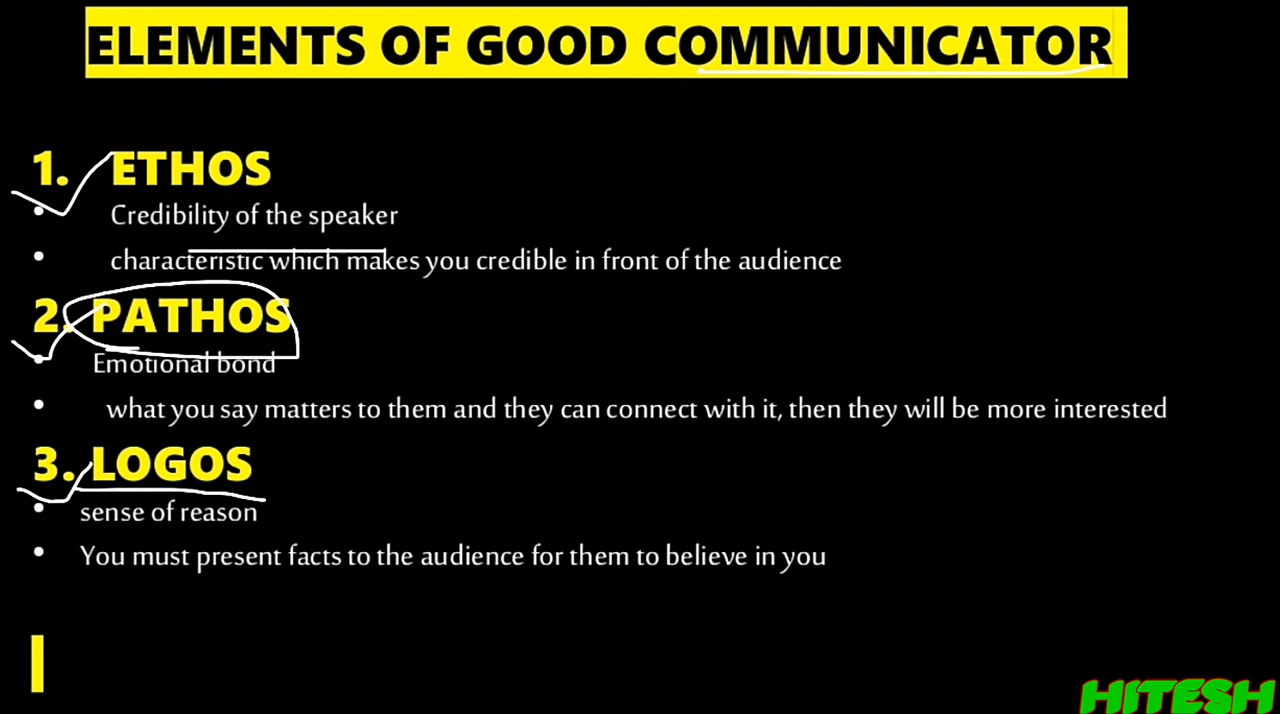 ELEMENTS OF GOOD COMMUNICATOR
1. ETHOS
• Credibility of the speaker
• characteristic which makes you credible in front of the audience
2. PATHOS
• Emotional bond
• what you say matters to them and they can connect with it, then they will be more interested
3. LOGOS
• sense of reason
• You must present facts to the audience for them to believe in you
HITESH